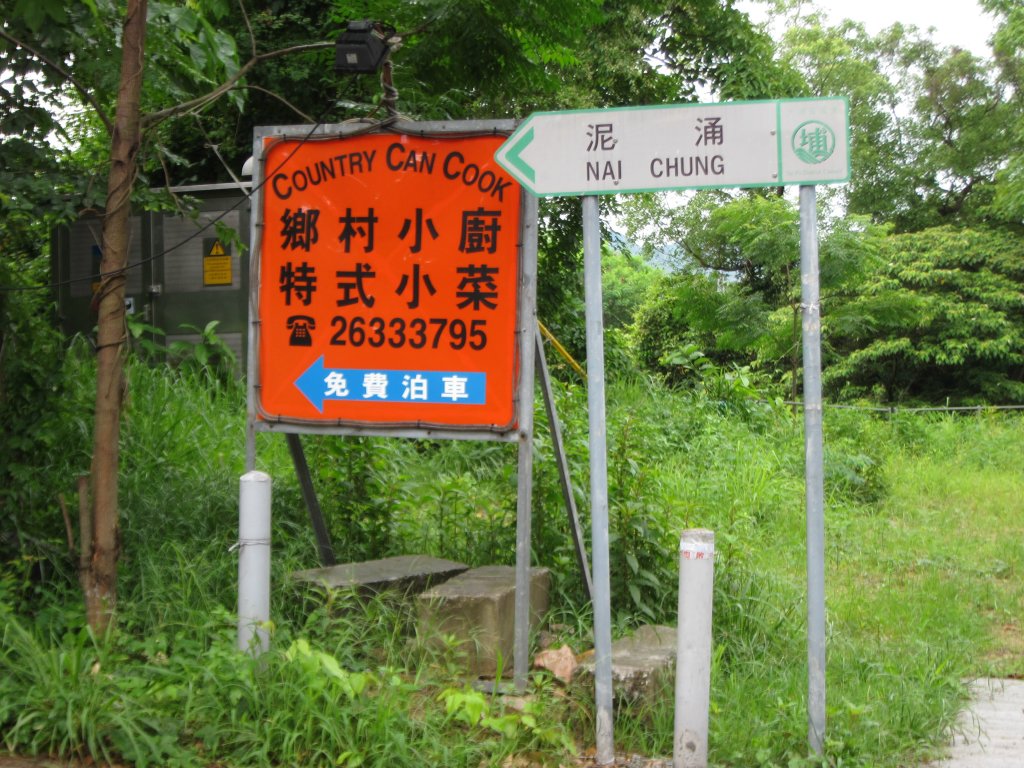 COUNTRY CAN COOK
鄉村小廚
特式小菜
☎ 26333795
免費泊車
泥涌
NAI CHUNG
埔